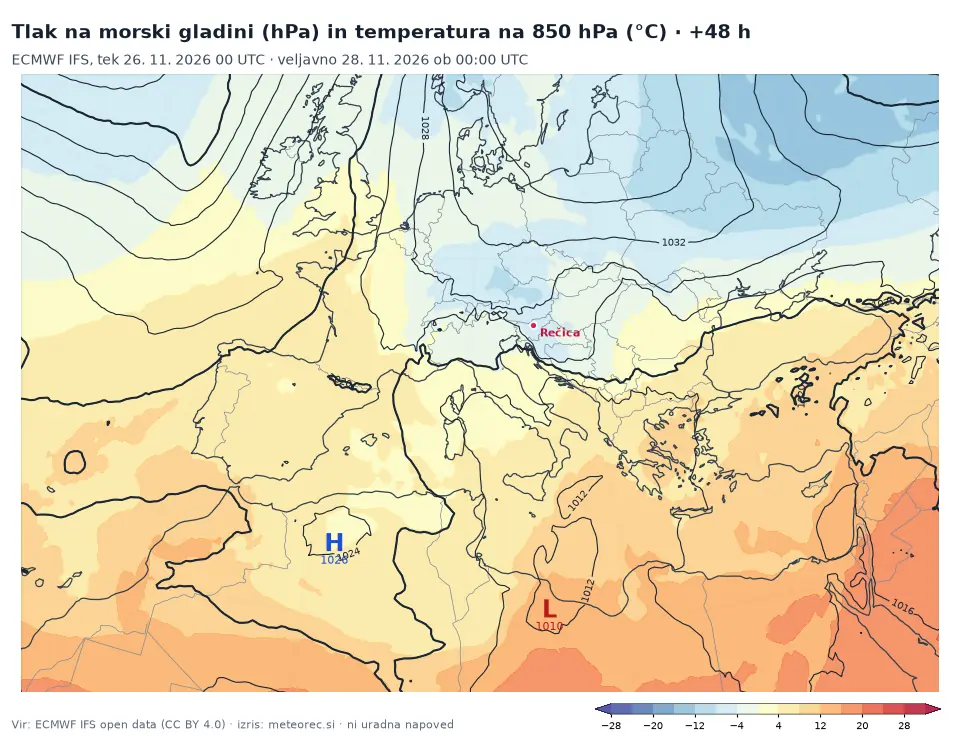 Tlak na morski gladini (hPa) in temperatura na 850 hPa (°C) · +48 h
ECMWF IFS, tek 26. 11. 2026 00 UTC · veljavno 28. 11. 2026 ob 00:00 UTC
1028
1032
Rečica
1012
H
1024
1026
1012
L
1010
1016
−28 −20 −12 −4 4 12 20 28
Vir: ECMWF IFS open data (CC BY 4.0) · izris: meteorec.si · ni uradna napoved